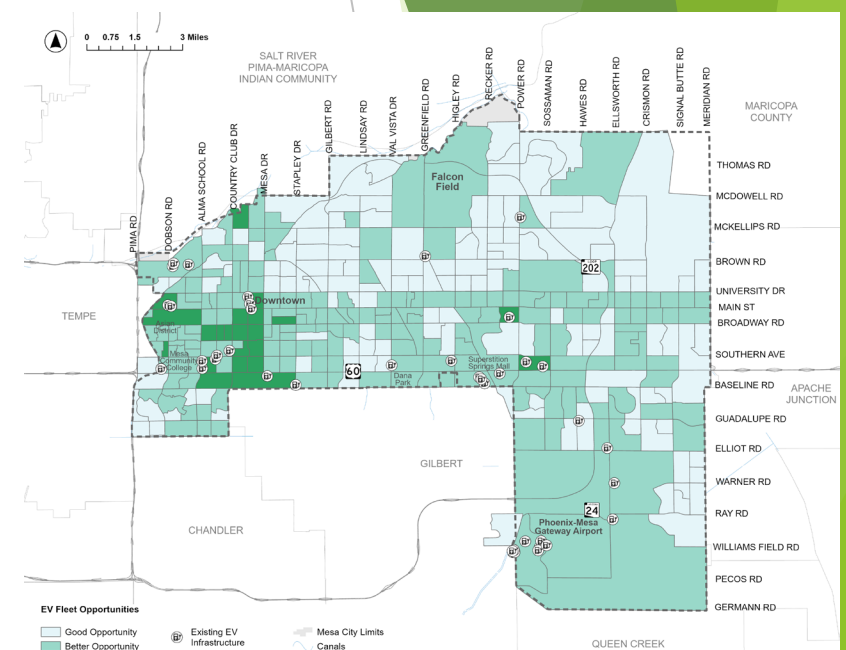 0 0.75 1.5 3 Miles
SALT RIVER
PIMA-MARICOPA
INDIAN COMMUNITY
MARICOPA
COUNTY
PIMA RD
DOBSON RD
ALMA SCHOOL RD
COUNTRY CLUB DR
MESA DR
STAPLEY DR
GILBERT RD
LINDSAY RD
VAL VISTA DR
GREENFIELD RD
HIGLEY RD
RECKER RD
POWER RD
SOSSAMAN RD
HAWES RD
ELLSWORTH RD
CRISMON RD
SIGNAL BUTTE RD
MERIDIAN RD
THOMAS RD
MCDOWELL RD
MCKELLIPS RD
BROWN RD
UNIVERSITY DR
MAIN ST
BROADWAY RD
SOUTHERN AVE
BASELINE RD
GUADALUPE RD
ELLIOT RD
WARNER RD
RAY RD
WILLIAMS FIELD RD
PECOS RD
GERMANN RD
Falcon
Field
LOOP
202
TEMPE
Downtown
Asian
District
Mesa
Community
College
60
Dana
Park
Superstition
Springs Mall
APACHE
JUNCTION
GILBERT
CHANDLER
24
Phoenix-Mesa
Gateway Airport
QUEEN CREEK
EV Fleet Opportunities
Good Opportunity
Better Opportunity
Existing EV
Infrastructure
Mesa City Limits
Canals